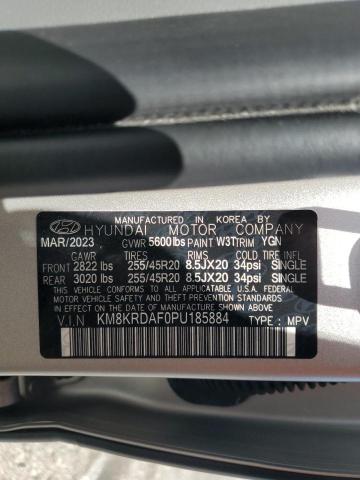 MANUFACTURED IN KOREA BY
HYUNDAI MOTOR COMPANY
MAR/2023 GVWR 5600lbs PAINT W3T TRIM YGN
GAWR TIRES RIMS COLD TIRE INF
FRONT 2822 lbs 255/45R20 8.5JX20 34psi SINGLE
REAR 3020 lbs 255/45R20 8.5JX20 34psi SINGLE
THIS VEHICLE CONFORMS TO ALL APPLICABLE U.S.A. FEDERAL
MOTOR VEHICLE SAFETY AND THEFT PREVENTION STANDARDS
IN EFFECT ON THE DATE OF MANUFACTURE SHOWN ABOVE.
V.I.N KM8KRDAF0PU185884 TYPE : MPV